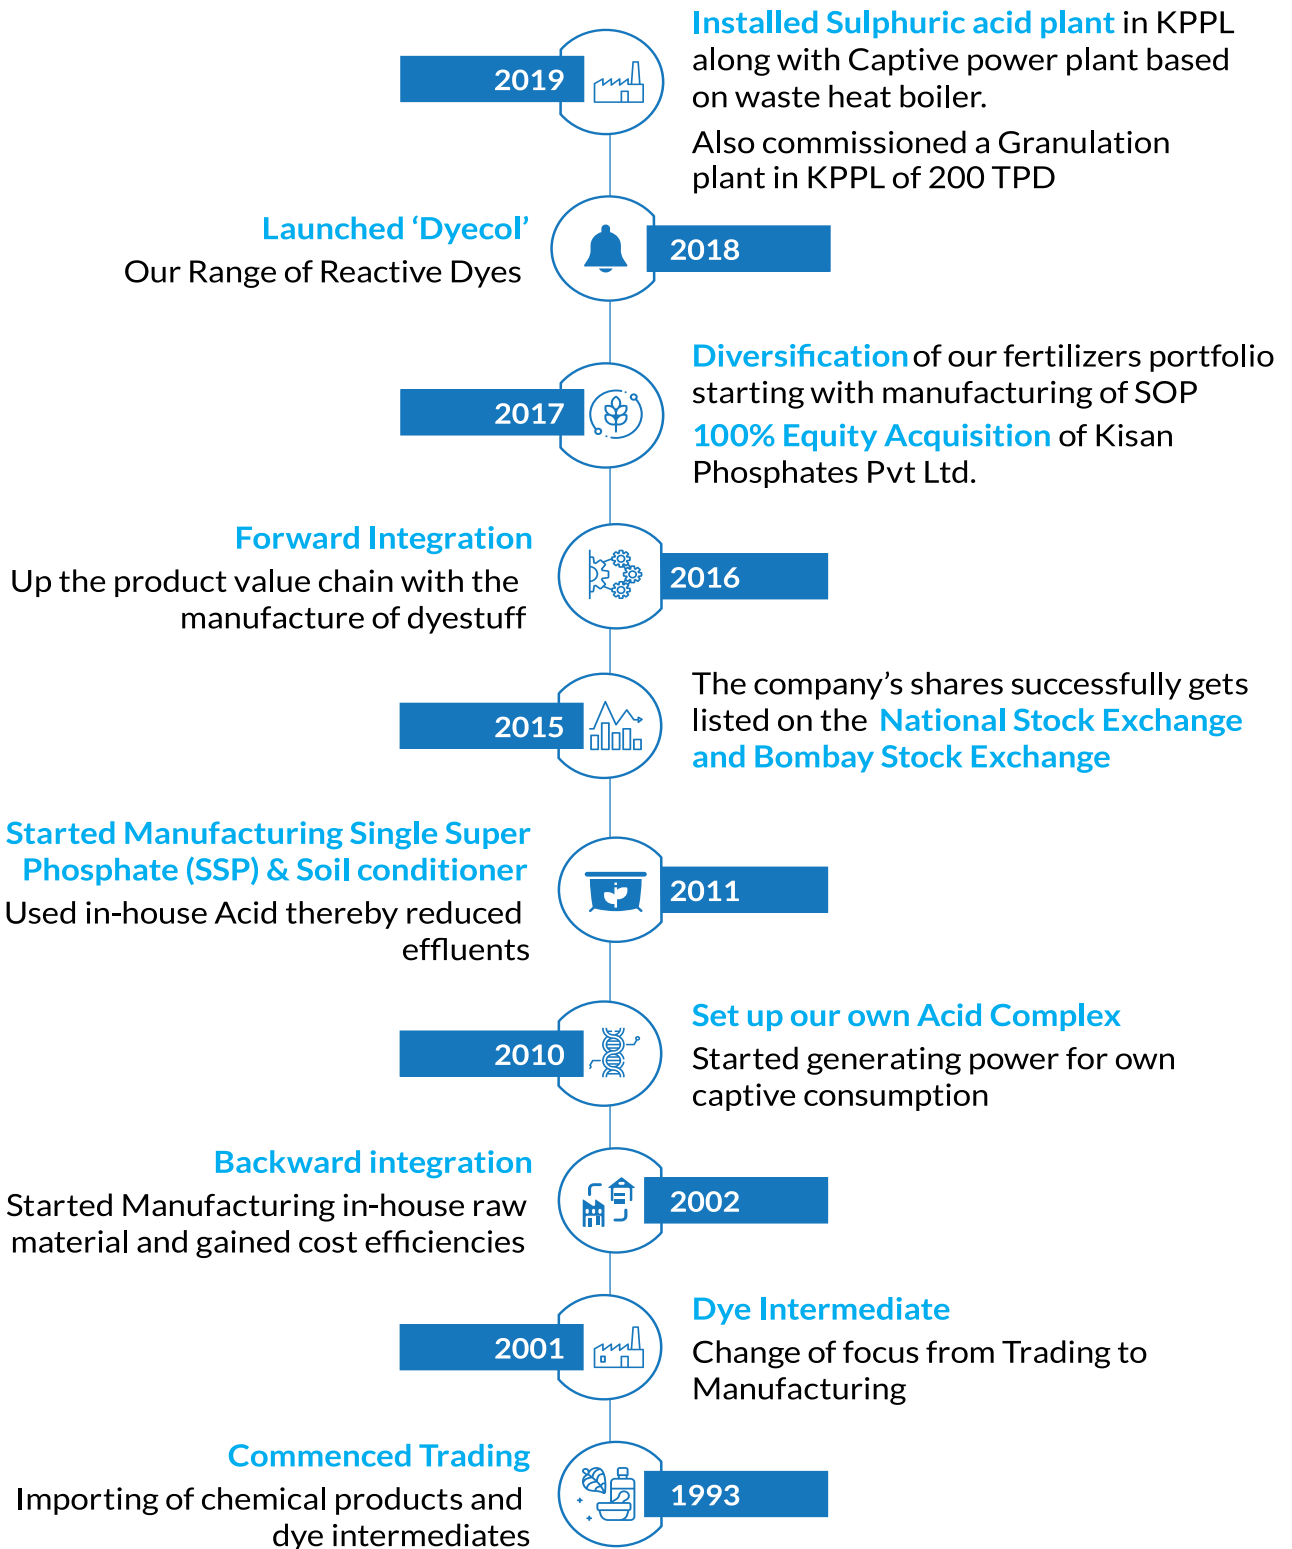 2019
Installed Sulphuric acid plant in KPPL
along with Captive power plant based
on waste heat boiler.
Also commissioned a Granulation
plant in KPPL of 200 TPD
Launched ‘Dyecol’
Our Range of Reactive Dyes
2018
2017
Diversification of our fertilizers portfolio
starting with manufacturing of SOP
100% Equity Acquisition of Kisan
Phosphates Pvt Ltd.
Forward Integration
Up the product value chain with the
manufacture of dyestuff
2016
2015
The company’s shares successfully gets
listed on the National Stock Exchange
and Bombay Stock Exchange
Started Manufacturing Single Super
Phosphate (SSP) & Soil conditioner
Used in-house Acid thereby reduced
effluents
2011
2010
Set up our own Acid Complex
Started generating power for own
captive consumption
Backward integration
Started Manufacturing in-house raw
material and gained cost efficiencies
2002
2001
Dye Intermediate
Change of focus from Trading to
Manufacturing
Commenced Trading
Importing of chemical products and
dye intermediates
1993